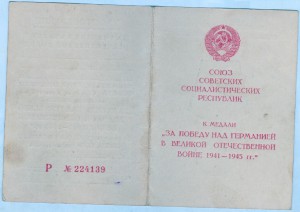 СОЮЗ
СОВЕТСКИХ
СОЦИАЛИСТИЧЕСКИХ
РЕСПУБЛИК
К МЕДАЛИ
„ЗА ПОБЕДУ НАД ГЕРМАНИЕЙ
В ВЕЛИКОЙ ОТЕЧЕСТВЕННОЙ
ВОЙНЕ 1941—1945 гг."
Р № 224139